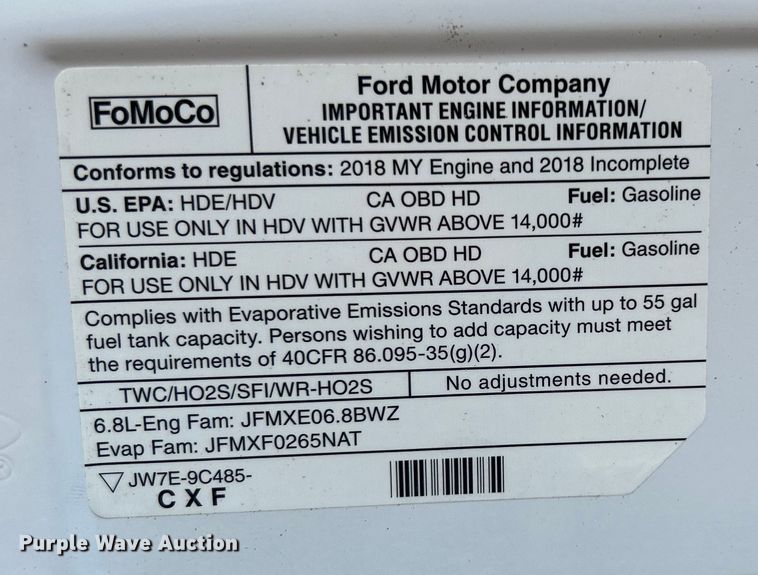 FoMoCo
Ford Motor Company
IMPORTANT ENGINE INFORMATION/
VEHICLE EMISSION CONTROL INFORMATION
Conforms to regulations: 2018 MY Engine and 2018 Incomplete
U.S. EPA: HDE/HDV CA OBD HD Fuel: Gasoline
FOR USE ONLY IN HDV WITH GVWR ABOVE 14,000#
California: HDE CA OBD HD Fuel: Gasoline
FOR USE ONLY IN HDV WITH GVWR ABOVE 14,000#
Complies with Evaporative Emissions Standards with up to 55 gal
fuel tank capacity. Persons wishing to add capacity must meet
the requirements of 40CFR 86.095-35(g)(2).
TWC/HO2S/SFI/WR-HO2S No adjustments needed.
6.8L-Eng Fam: JFMXE06.8BWZ
Evap Fam: JFMXF0265NAT
JW7E-9C485-
CXF
Purple Wave Auction